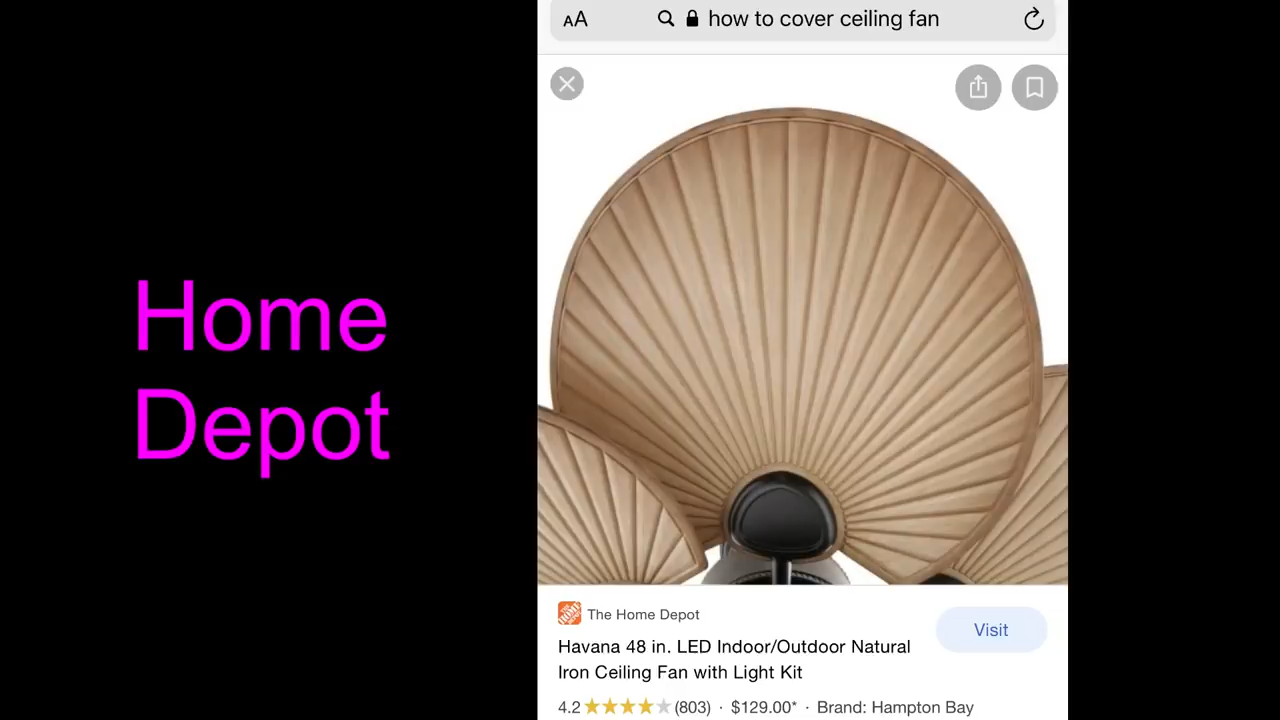 AA how to cover ceiling fan
Home
Depot
The Home Depot
Visit
Havana 48 in. LED Indoor/Outdoor Natural
Iron Ceiling Fan with Light Kit
4.2 ★★★★★ (803) · $129.00* · Brand: Hampton Bay